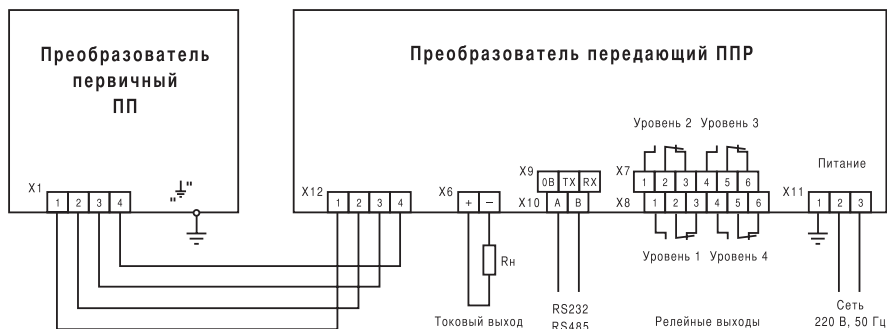 Преобразователь
первичный
ПП
Преобразователь передающий ППР
Уровень 2 Уровень 3
Питание
X1
1 2 3 4
"⏚"
X12
1 2 3 4
X6
+ −
X9
0В TX RX
X10
A B
X7
1 2 3 4 5 6
X8
1 2 3 4 5 6
X11
1 2 3
Rн
Уровень 1 Уровень 4
Токовый выход
RS232
RS485
Релейные выходы
Сеть
220 В, 50 Гц